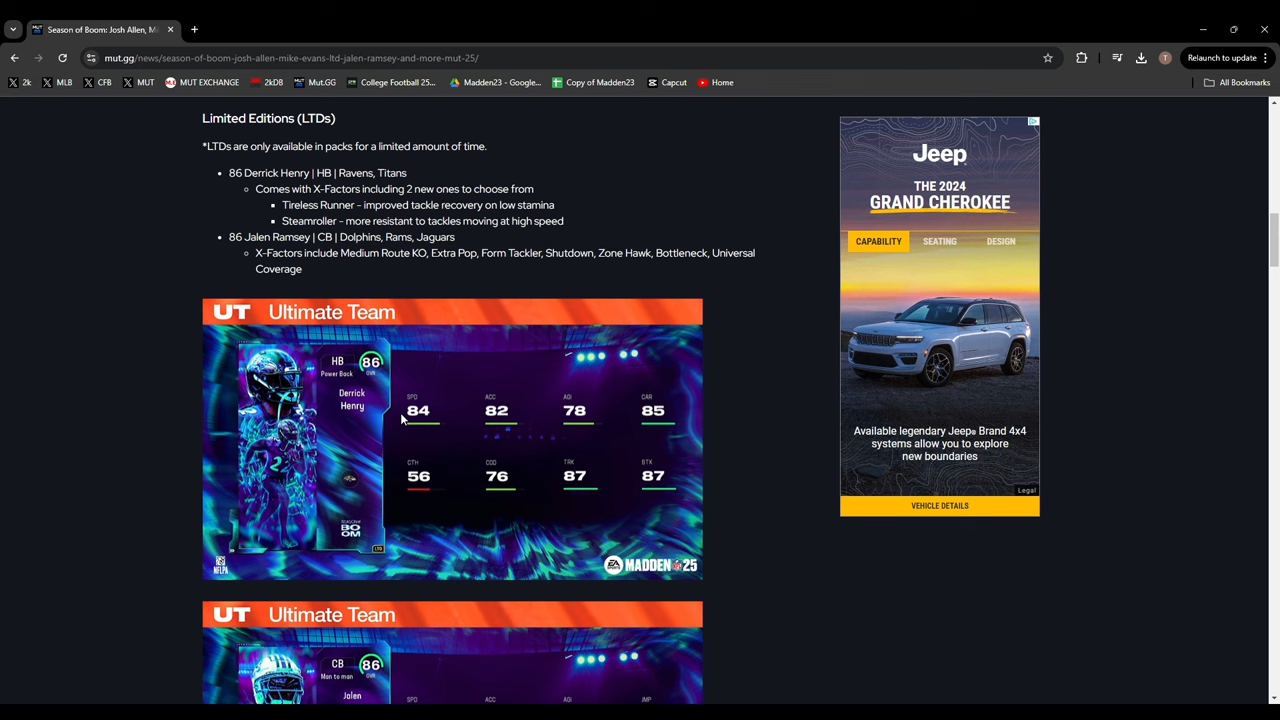 Season of Boom: Josh Allen, Mi
mut.gg/news/season-of-boom-josh-allen-mike-evans-ltd-jalen-ramsey-and-more-mut-25/
T
Relaunch to update
2k
MLB
CFB
MUT
MUT EXCHANGE
2kDB
Mut.GG
College Football 25...
Madden23 - Google...
Copy of Madden23
Capcut
Home
All Bookmarks
Limited Editions (LTDs)
*LTDs are only available in packs for a limited amount of time.
86 Derrick Henry | HB | Ravens, Titans
Comes with X-Factors including 2 new ones to choose from
Tireless Runner - improved tackle recovery on low stamina
Steamroller - more resistant to tackles moving at high speed
86 Jalen Ramsey | CB | Dolphins, Rams, Jaguars
X-Factors include Medium Route KO, Extra Pop, Form Tackler, Shutdown, Zone Hawk, Bottleneck, Universal
Coverage
UT Ultimate Team
HB 86
Power Back OVR
Derrick
Henry
SPD ACC AGI CAR
84 82 78 85
CTH COD TRK BTK
56 76 87 87
SEASON OF
BOOM
LTD
NFLPA
EA SPORTS MADDEN NFL 25
UT Ultimate Team
CB 86
Man to man OVR
Jalen
SPD ACC AGI JMP
Jeep
THE 2024
GRAND CHEROKEE
CAPABILITY SEATING DESIGN
Available legendary Jeep® Brand 4x4
systems allow you to explore
new boundaries
Legal
VEHICLE DETAILS